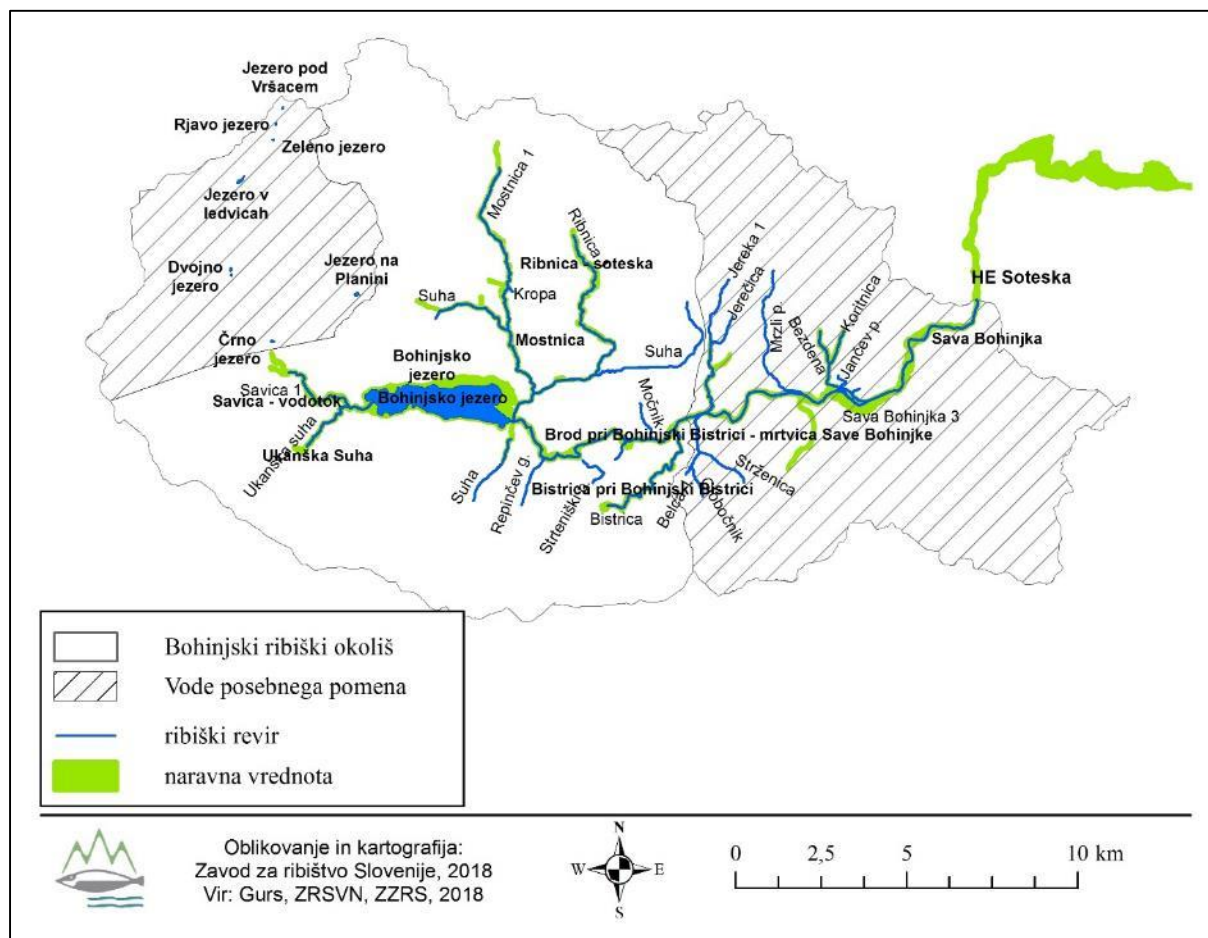 Jezero pod
Vršacem
Rjavo jezero
Zeleno jezero
Jezero v
ledvicah
Dvojno
jezero
Jezero na
Planini
Črno
jezero
Mostnica 1
Ribnica
Ribnica - soteska
Kropa
Suha
Mostnica
Suha
Bohinjsko
jezero
Bohinjsko jezero
Savica 1
Savica - vodotok
Ukanska suha
Ukanska Suha
Suha
Repinčev g.
Strteniški p.
Močnik
Brod pri Bohinjski Bistrici - mrtvica Save Bohinjke
Bistrica pri Bohinjski Bistrici
Bistrica
Belca 1
Grobočnik
Strženica
Jereka 1
Jerečica
Mrzli p.
Bezdena
Koritnica
Jančev p.
Sava Bohinjka 3
Sava Bohinjka
HE Soteska
Bohinjski ribiški okoliš
Vode posebnega pomena
ribiški revir
naravna vrednota
Oblikovanje in kartografija:
Zavod za ribištvo Slovenije, 2018
Vir: Gurs, ZRSVN, ZZRS, 2018
N
W
E
S
0
2,5
5
10 km